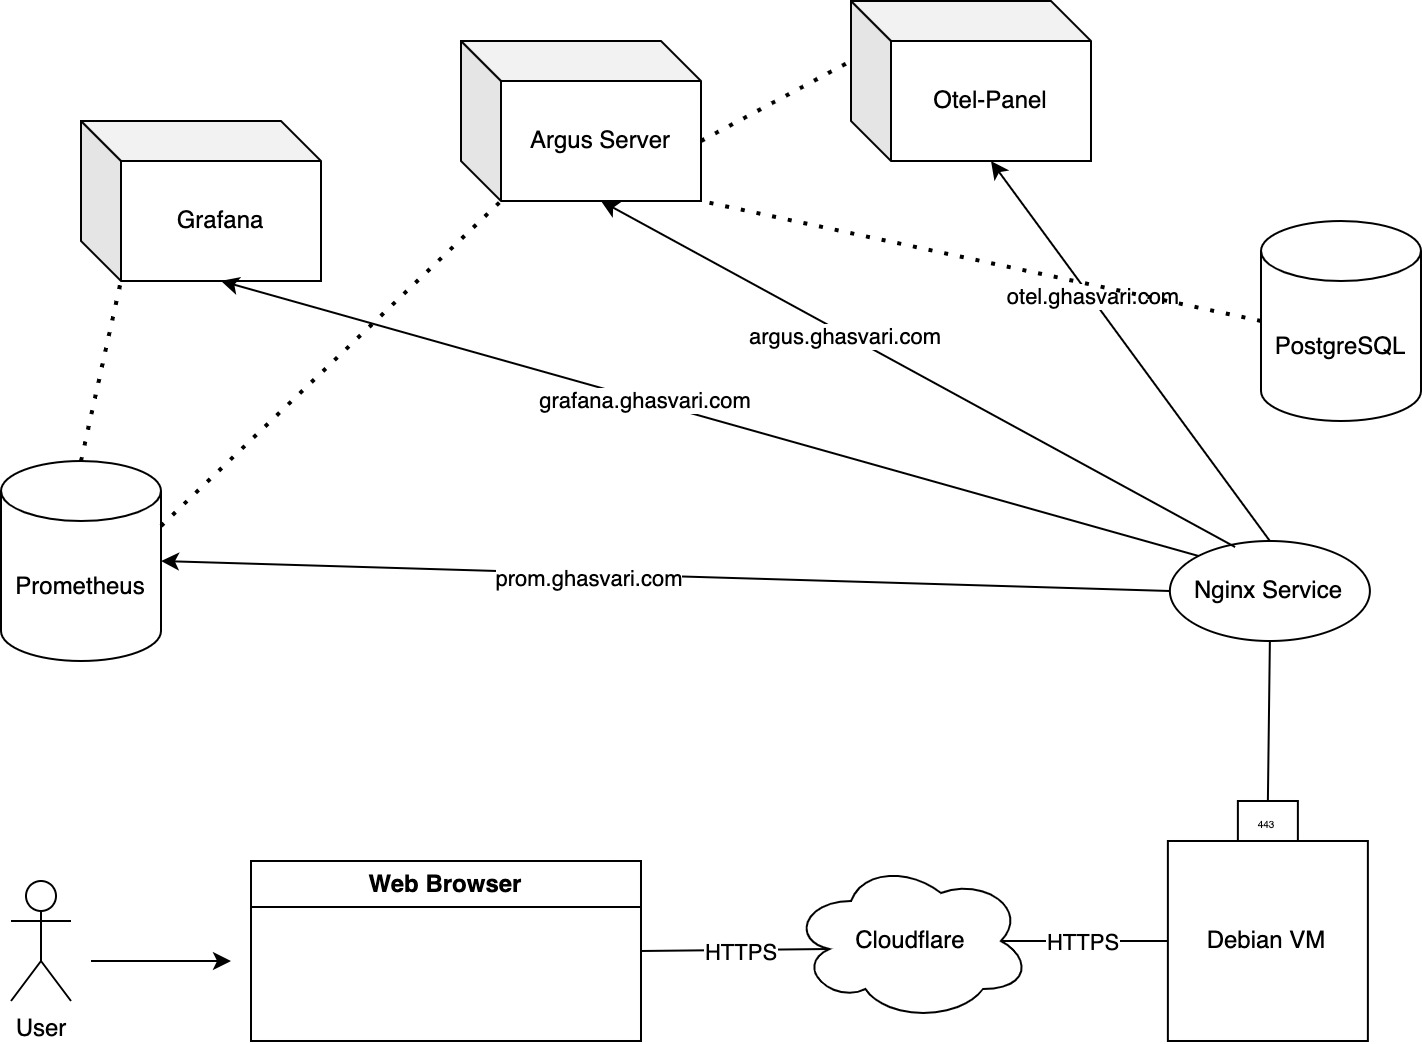 Otel-Panel
Argus Server
Grafana
otel.ghasvari.com
argus.ghasvari.com
PostgreSQL
grafana.ghasvari.com
prom.ghasvari.com
Prometheus
Nginx Service
443
Web Browser
HTTPS
Cloudflare
HTTPS
Debian VM
User